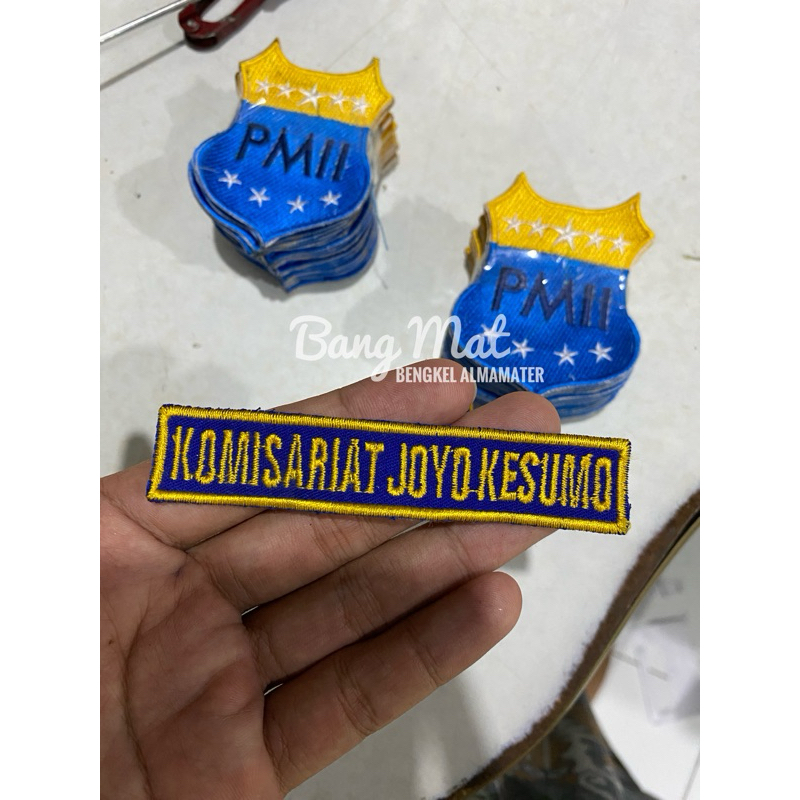 PMII
PMII
Bang Mat
BENGKEL ALMAMATER
KOMISARIAT JOYO KESUMO